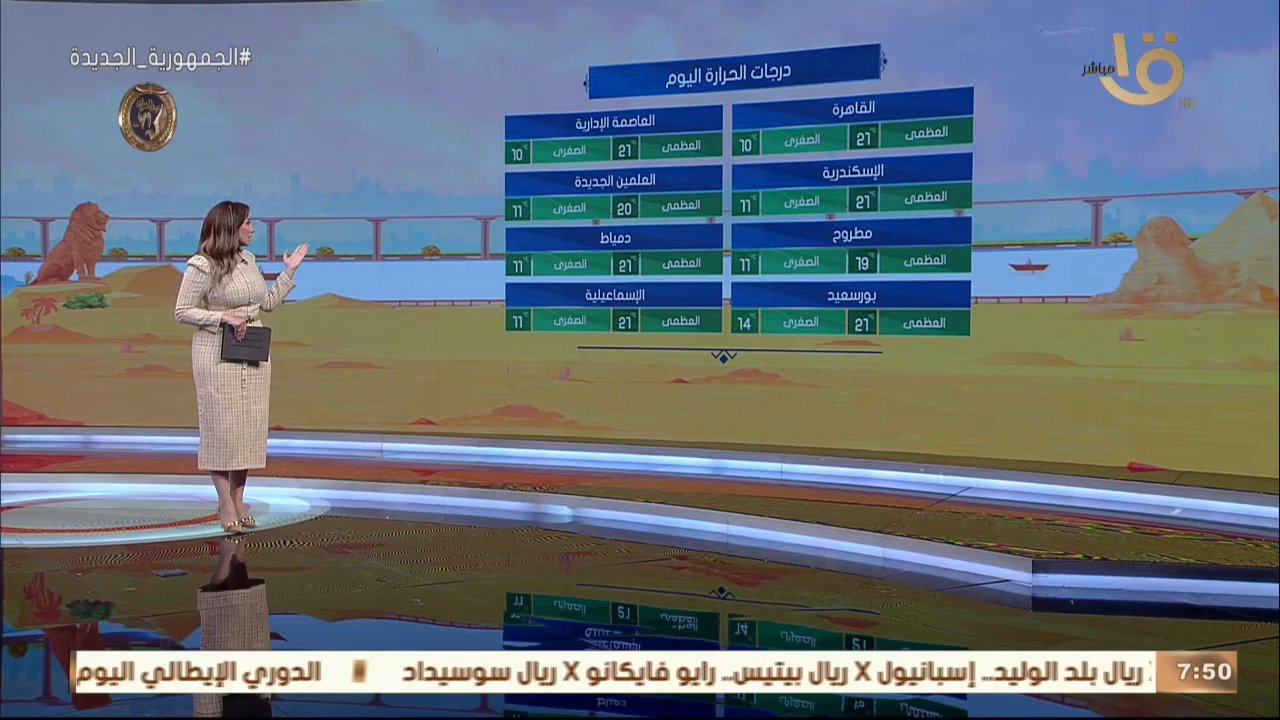 #الجمهورية_الجديدة
مباشر
HD
درجات الحرارة اليوم
القاهرة
العظمى 21°C الصغرى 10°C
العاصمة الإدارية
العظمى 21°C الصغرى 10°C
الإسكندرية
العظمى 21°C الصغرى 11°C
العلمين الجديدة
العظمى 20°C الصغرى 11°C
مطروح
العظمى 19°C الصغرى 11°C
دمياط
العظمى 21°C الصغرى 11°C
بورسعيد
العظمى 21°C الصغرى 14°C
الإسماعيلية
العظمى 21°C الصغرى 11°C
7:50 ريال بلد الوليد.. إسبانيول X ريال بيتيس.. رايو فايكانو X ريال سوسيداد الدوري الإيطالي اليوم